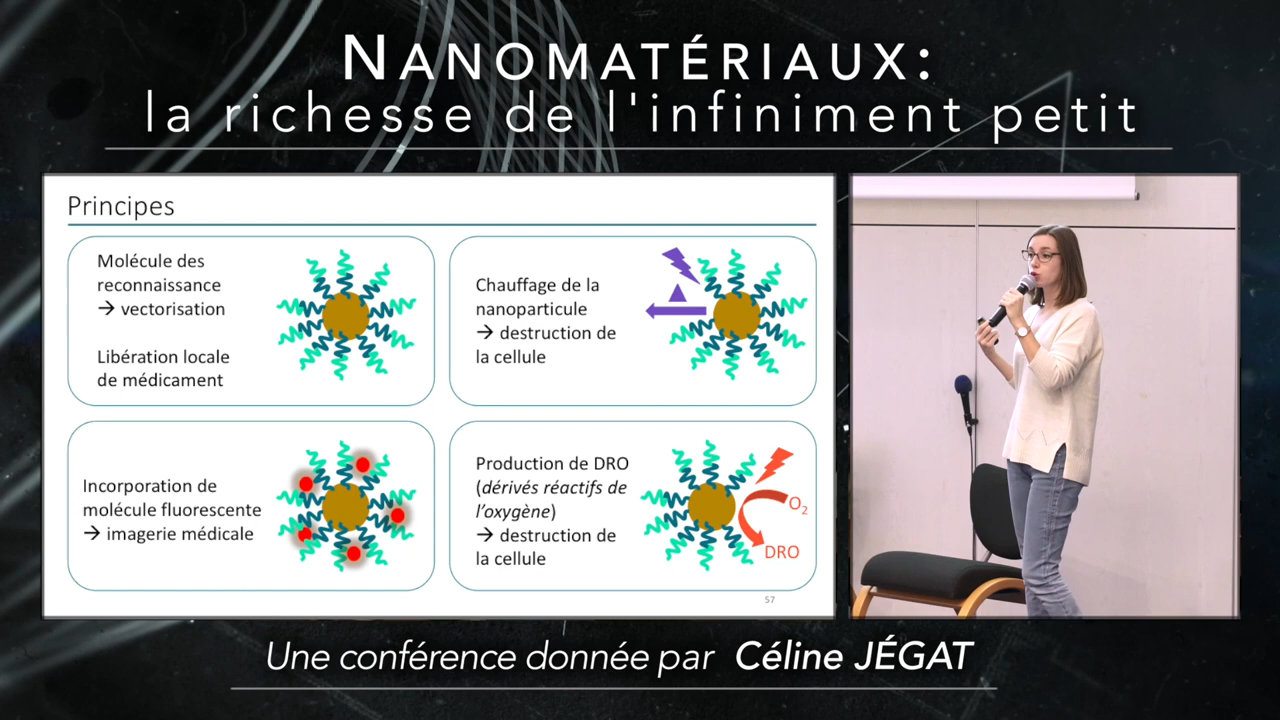 NANOMATÉRIAUX:
la richesse de l'infiniment petit
Principes
Molécule des
reconnaissance
→ vectorisation
Libération locale
de médicament
Chauffage de la
nanoparticule
→ destruction de
la cellule
Incorporation de
molécule fluorescente
→ imagerie médicale
Production de DRO
(dérivés réactifs de
l'oxygène)
→ destruction de
la cellule
O₂
DRO
57
Une conférence donnée par Céline JÉGAT